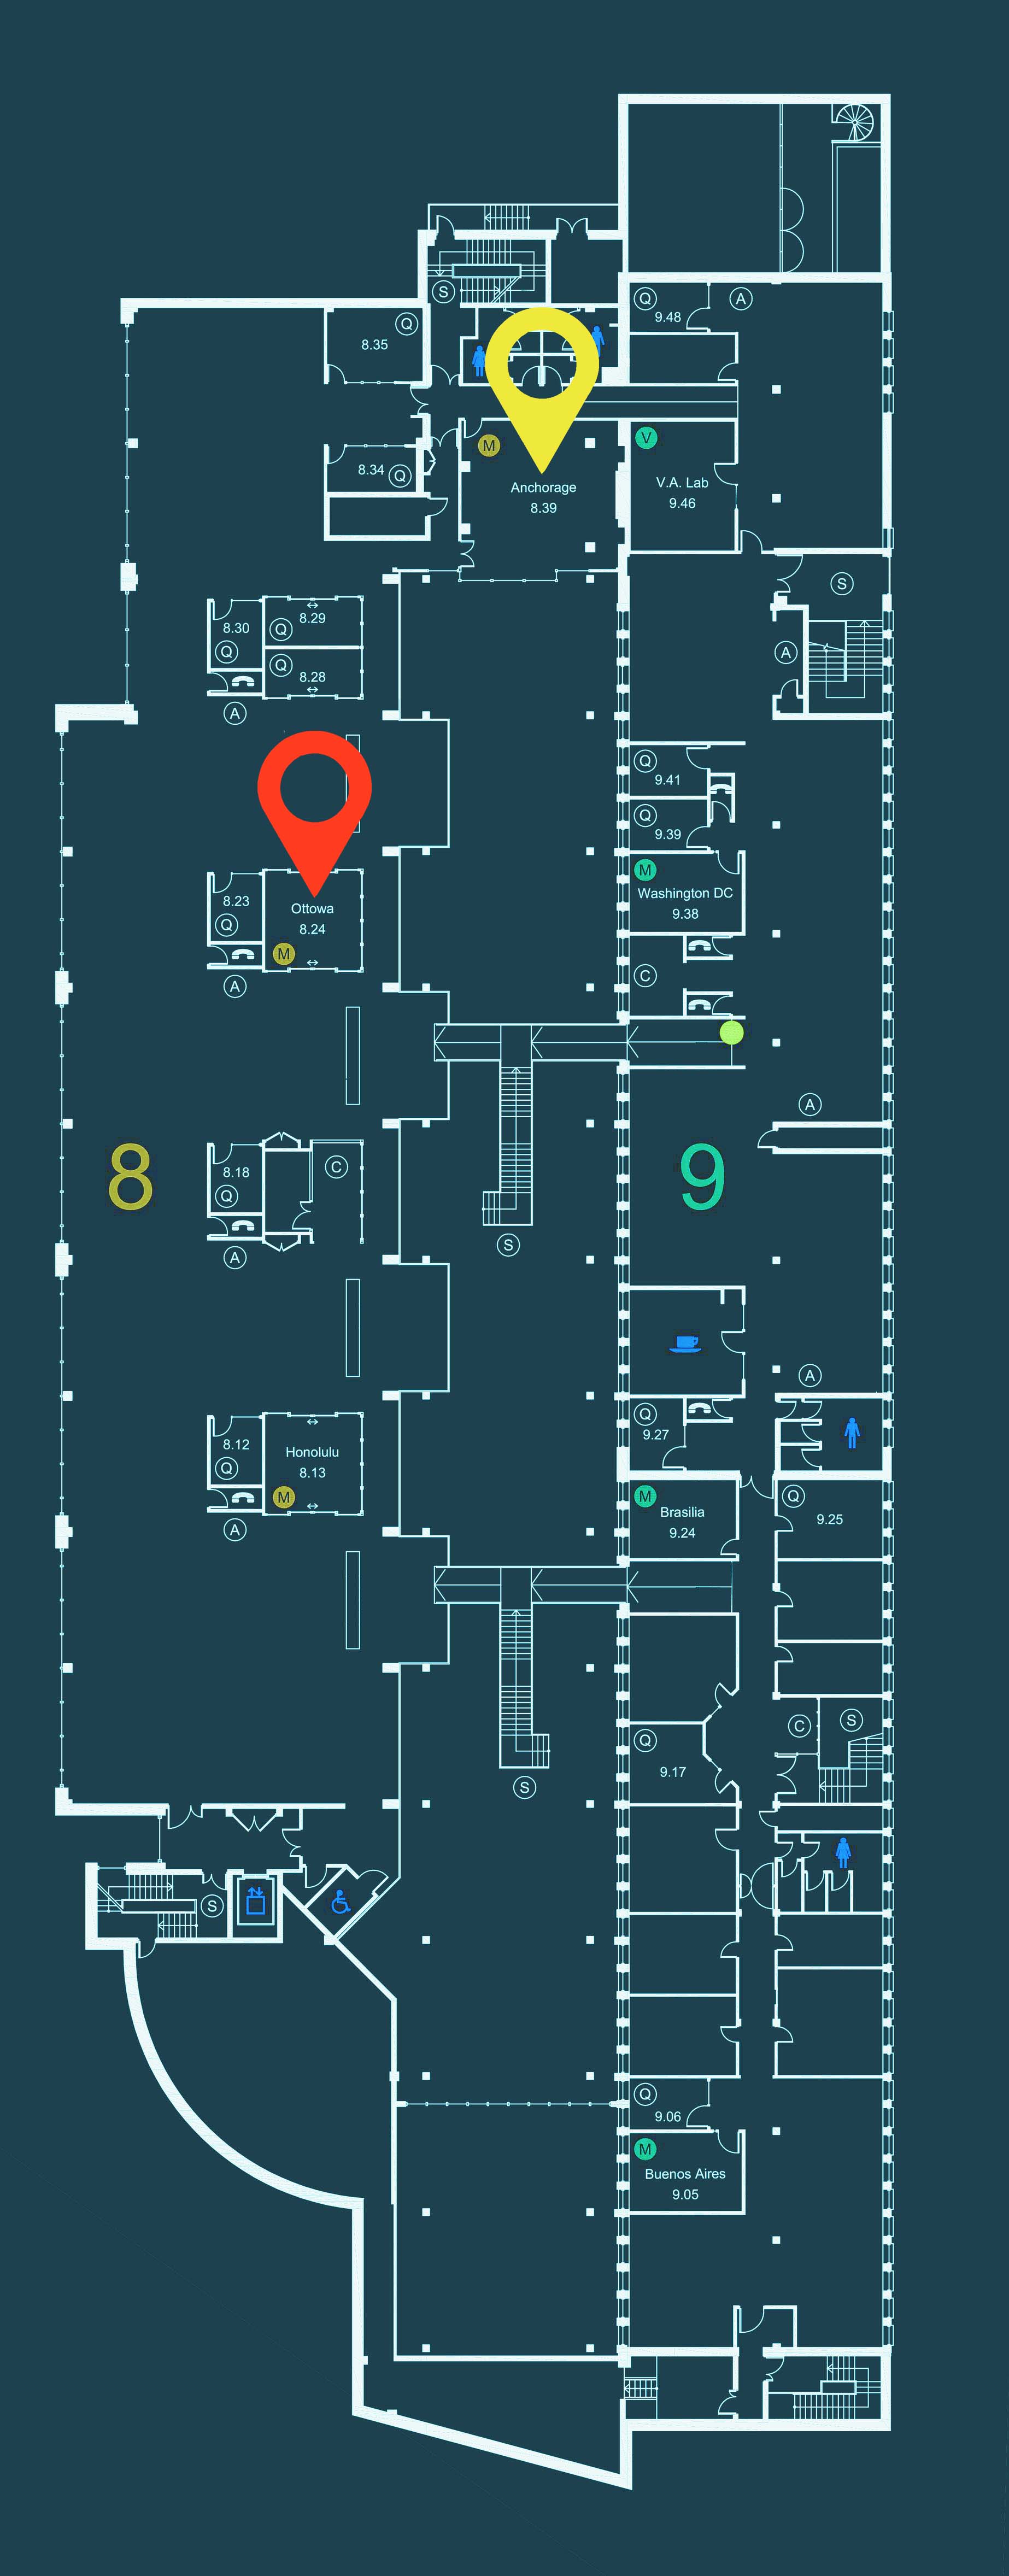 S
Q
9.48
A
Q
8.35
M
V
V.A. Lab
9.46
8.34
Q
Anchorage
8.39
S
8.30
Q
8.29
Q
A
Q
8.28
A
Q
9.41
Q
9.39
8.23
Q
Ottowa
8.24
M
M
Washington DC
9.38
C
A
A
8
8.18
Q
C
9
A
S
A
Q
9.27
8.12
Q
Honolulu
8.13
M
M
Brasilia
9.24
Q
9.25
A
Q
9.17
C
S
S
S
Q
9.06
M
Buenos Aires
9.05